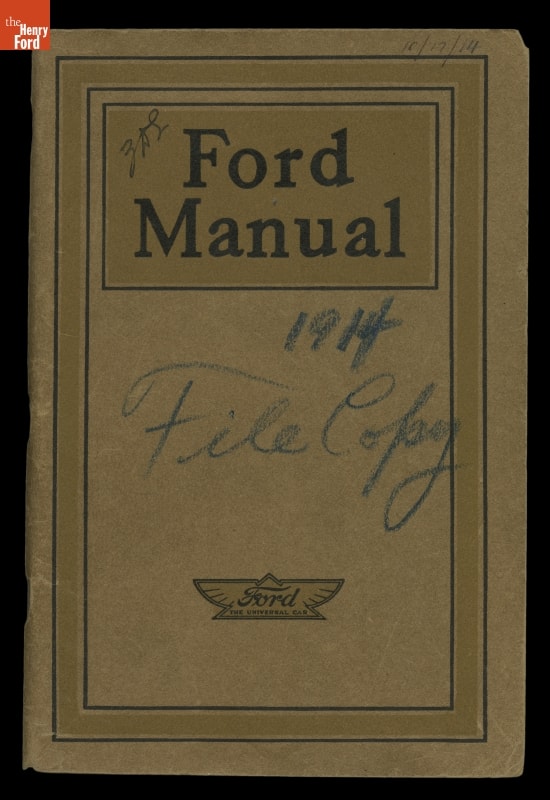 the
Henry
Ford
10/17/14
Ford
Manual
1914
File Copy
Ford
THE UNIVERSAL CAR